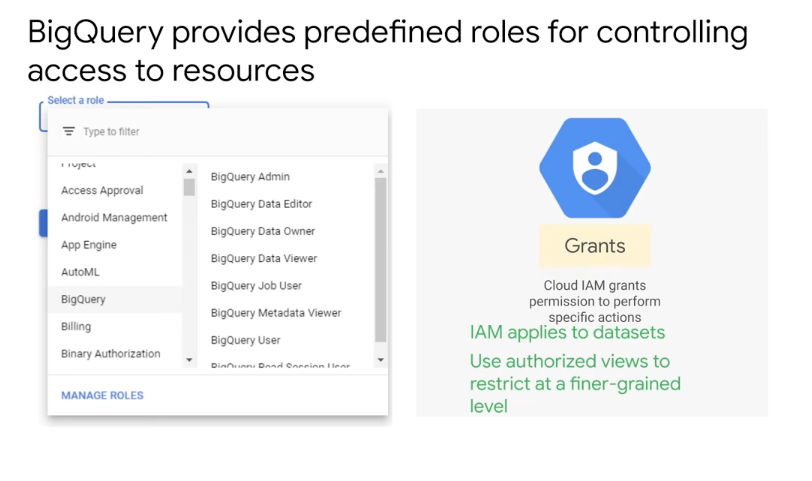 BigQuery provides predefined roles for controlling
access to resources
Select a role
Type to filter
Project
Access Approval
Android Management
App Engine
AutoML
BigQuery
Billing
Binary Authorization
BigQuery Admin
BigQuery Data Editor
BigQuery Data Owner
BigQuery Data Viewer
BigQuery Job User
BigQuery Metadata Viewer
BigQuery User
BigQuery Read Session User
MANAGE ROLES
Grants
Cloud IAM grants
permission to perform
specific actions
IAM applies to datasets
Use authorized views to
restrict at a finer-grained
level